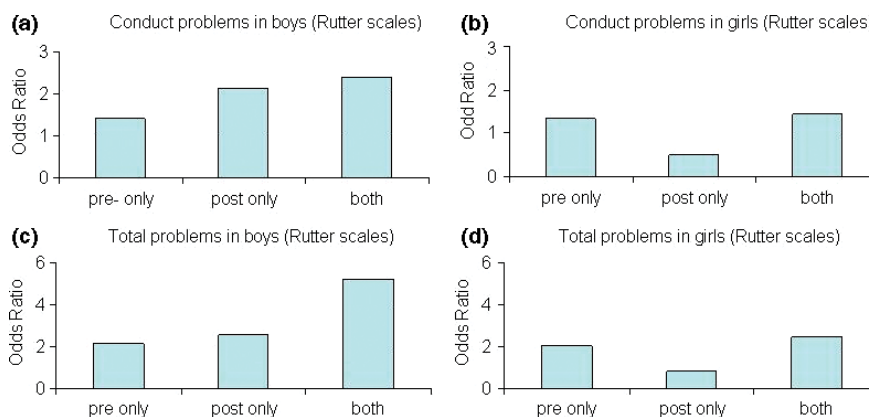 (a) Conduct problems in boys (Rutter scales)
Odds Ratio
3
2
1
0
pre- only post only both
(b) Conduct problems in girls (Rutter scales
Odd Ratio
3
2
1
0
pre only post only both
(c) Total problems in boys (Rutter scales)
Odds Ratio
6
4
2
0
pre only post only both
(d) Total problems in girls (Rutter scales)
Odds Ratio
6
4
2
0
pre only post only both